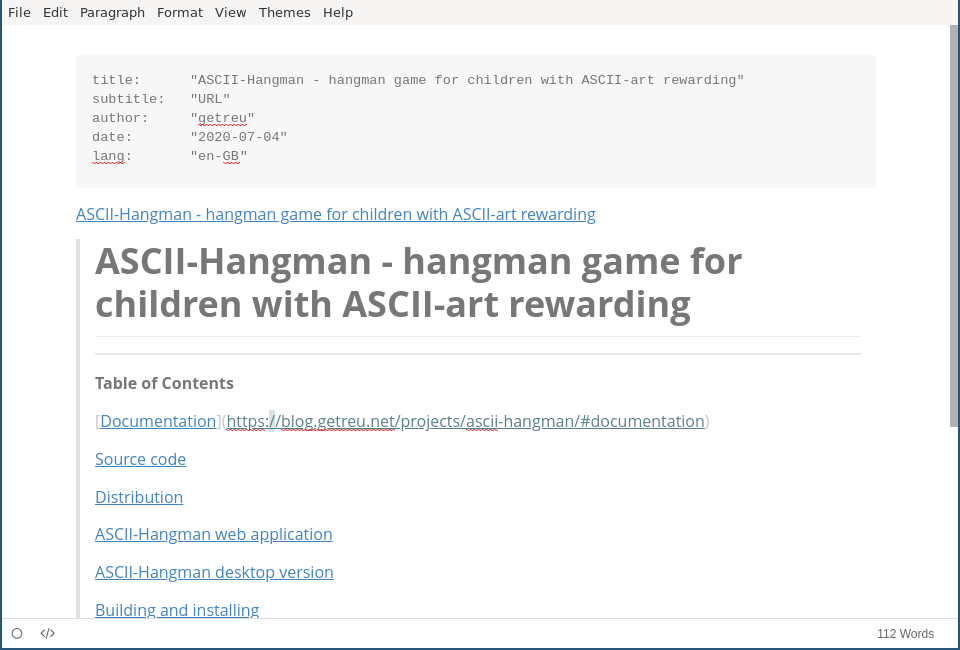 File Edit Paragraph Format View Themes Help
title: "ASCII-Hangman - hangman game for children with ASCII-art rewarding"
subtitle: "URL"
author: "getreu"
date: "2020-07-04"
lang: "en-GB"
ASCII-Hangman - hangman game for children with ASCII-art rewarding
ASCII-Hangman - hangman game for
children with ASCII-art rewarding
Table of Contents
[Documentation](https://blog.getreu.net/projects/ascii-hangman/#documentation)
Source code
Distribution
ASCII-Hangman web application
ASCII-Hangman desktop version
Building and installing
</> 112 Words